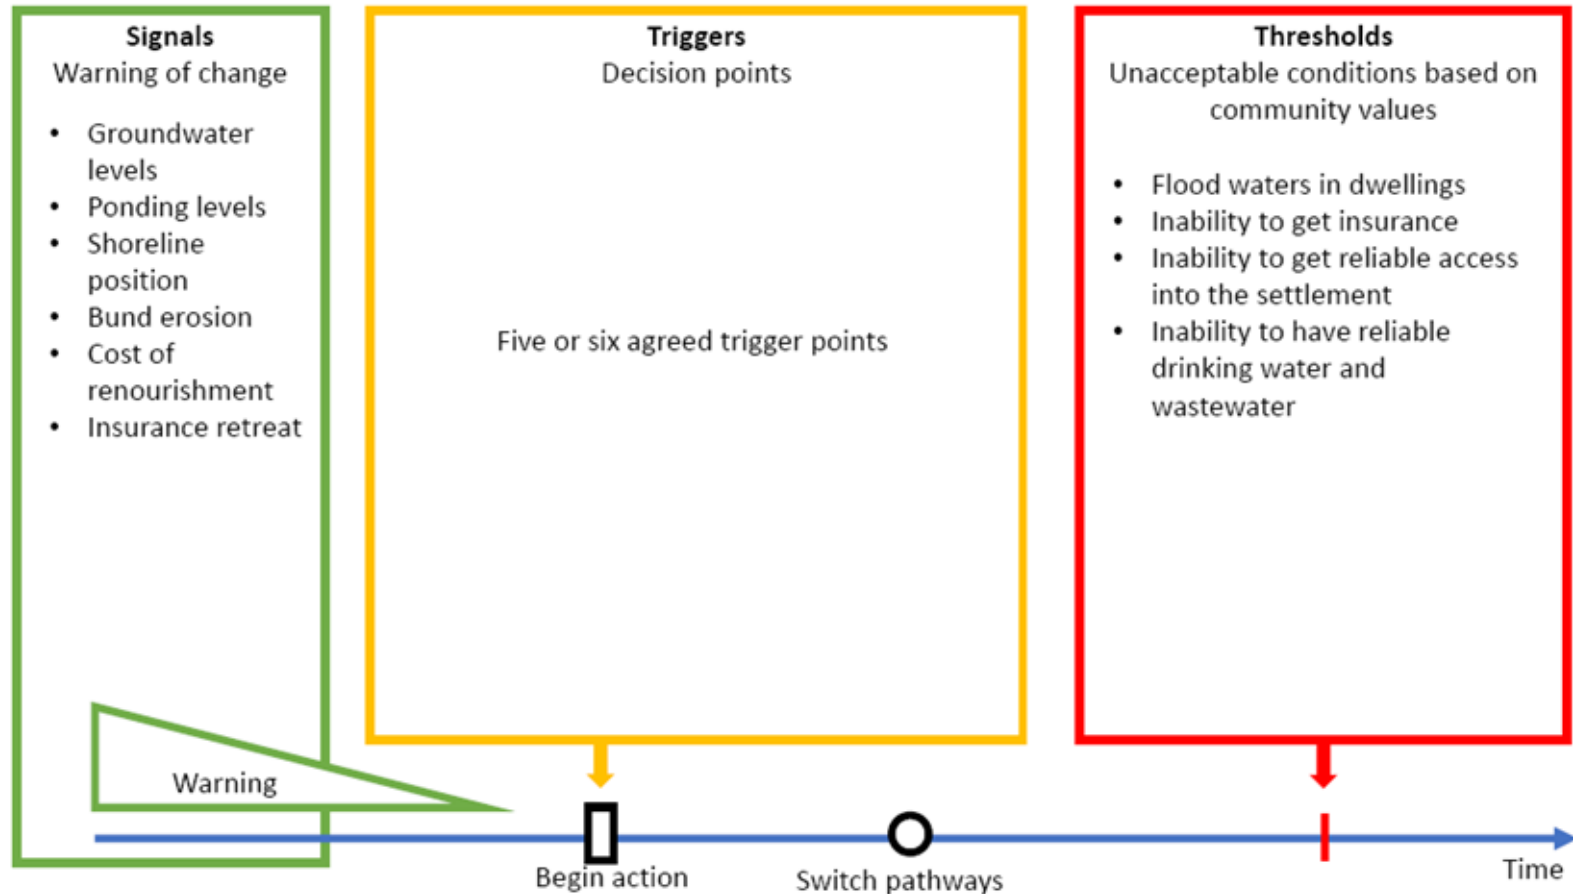 Signals
Warning of change
• Groundwater
levels
• Ponding levels
• Shoreline
position
• Bund erosion
• Cost of
renourishment
• Insurance retreat
Warning
Triggers
Decision points
Five or six agreed trigger points
Thresholds
Unacceptable conditions based on
community values
• Flood waters in dwellings
• Inability to get insurance
• Inability to get reliable access
into the settlement
• Inability to have reliable
drinking water and
wastewater
Begin action
Switch pathways
Time